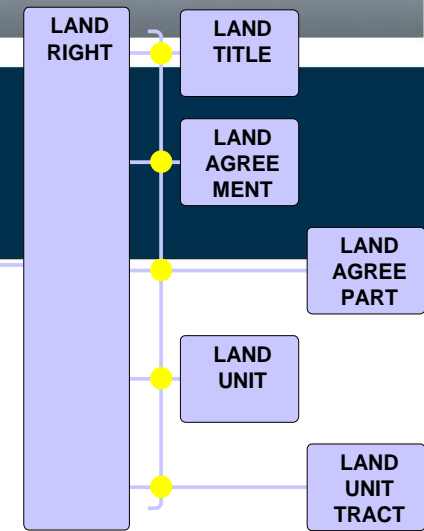 LAND
RIGHT
LAND
TITLE
LAND
AGREE
MENT
LAND
AGREE
PART
LAND
UNIT
LAND
UNIT
TRACT